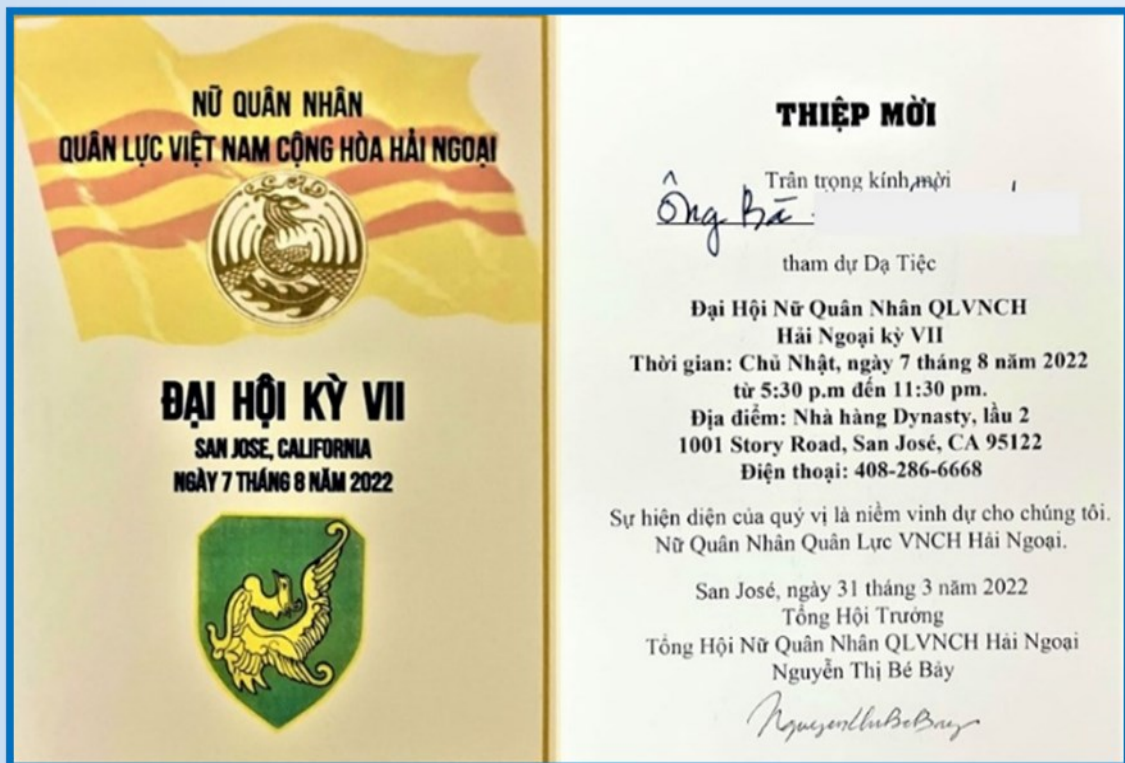 NỮ QUÂN NHÂN
QUÂN LỰC VIỆT NAM CỘNG HÒA HẢI NGOẠI
ĐẠI HỘI KỲ VII
SAN JOSE, CALIFORNIA
NGÀY 7 THÁNG 8 NĂM 2022
THIỆP MỜI
Trân trọng kính mời
Ông Bà
tham dự Dạ Tiệc
Đại Hội Nữ Quân Nhân QLVNCH
Hải Ngoại kỳ VII
Thời gian: Chủ Nhật, ngày 7 tháng 8 năm 2022
từ 5:30 p.m đến 11:30 pm.
Địa điểm: Nhà hàng Dynasty, lầu 2
1001 Story Road, San José, CA 95122
Điện thoại: 408-286-6668
Sự hiện diện của quý vị là niềm vinh dự cho chúng tôi.
Nữ Quân Nhân Quân Lực VNCH Hải Ngoại.
San José, ngày 31 tháng 3 năm 2022
Tổng Hội Trưởng
Tổng Hội Nữ Quân Nhân QLVNCH Hải Ngoại
Nguyễn Thị Bé Bảy
NguyenThiBeBay